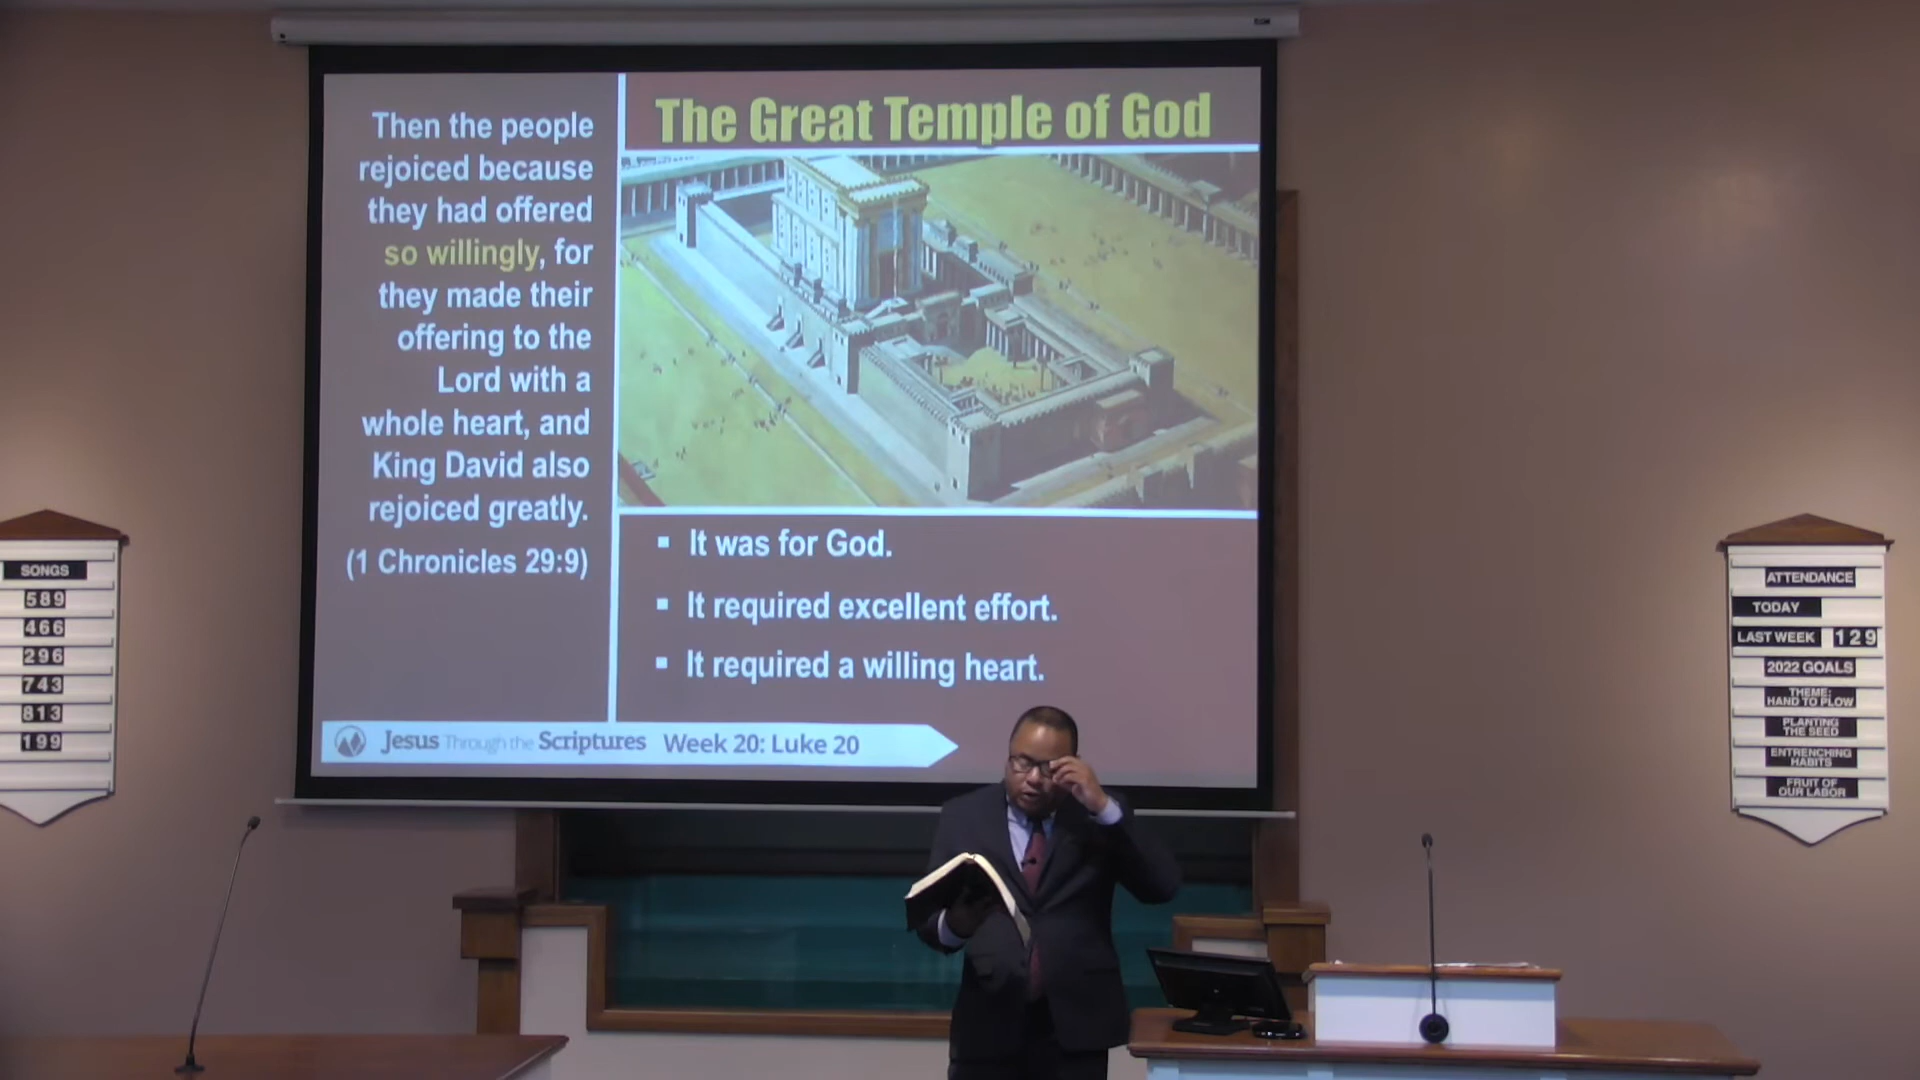 Then the people
rejoiced because
they had offered
so willingly, for
they made their
offering to the
Lord with a
whole heart, and
King David also
rejoiced greatly.
(1 Chronicles 29:9)
The Great Temple of God
▪ It was for God.
▪ It required excellent effort.
▪ It required a willing heart.
Jesus Through the Scriptures Week 20: Luke 20
SONGS
589
466
296
743
813
199
ATTENDANCE
TODAY
LAST WEEK 129
2022 GOALS
THEME:
HAND TO PLOW
PLANTING
THE SEED
ENTRENCHING
HABITS
FRUIT OF
OUR LABOR